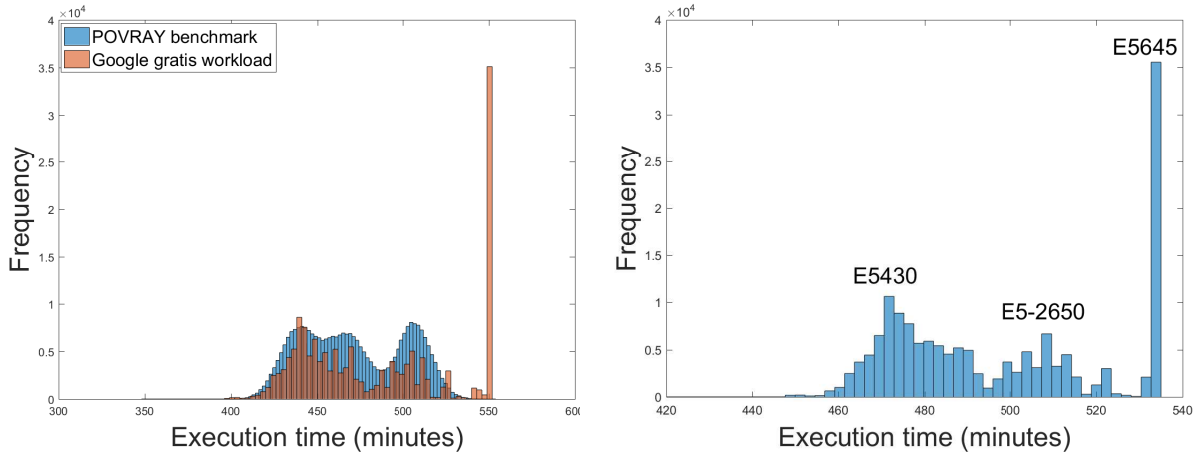 ×10⁴
4
3.5
3
2.5
2
1.5
1
0.5
0
Frequency
POVRAY benchmark
Google gratis workload
300 350 400 450 500 550 600
Execution time (minutes)
×10⁴
4
3.5
3
2.5
2
1.5
1
0.5
0
Frequency
E5645
E5430
E5-2650
420 440 460 480 500 520 540
Execution time (minutes)